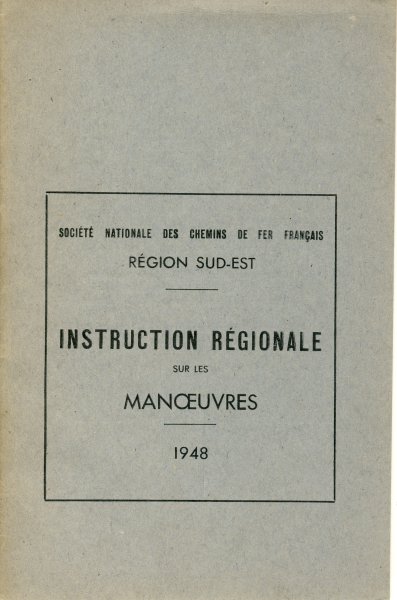 SOCIÉTÉ NATIONALE DES CHEMINS DE FER FRANÇAIS
RÉGION SUD-EST
INSTRUCTION RÉGIONALE
SUR LES
MANŒUVRES
1948